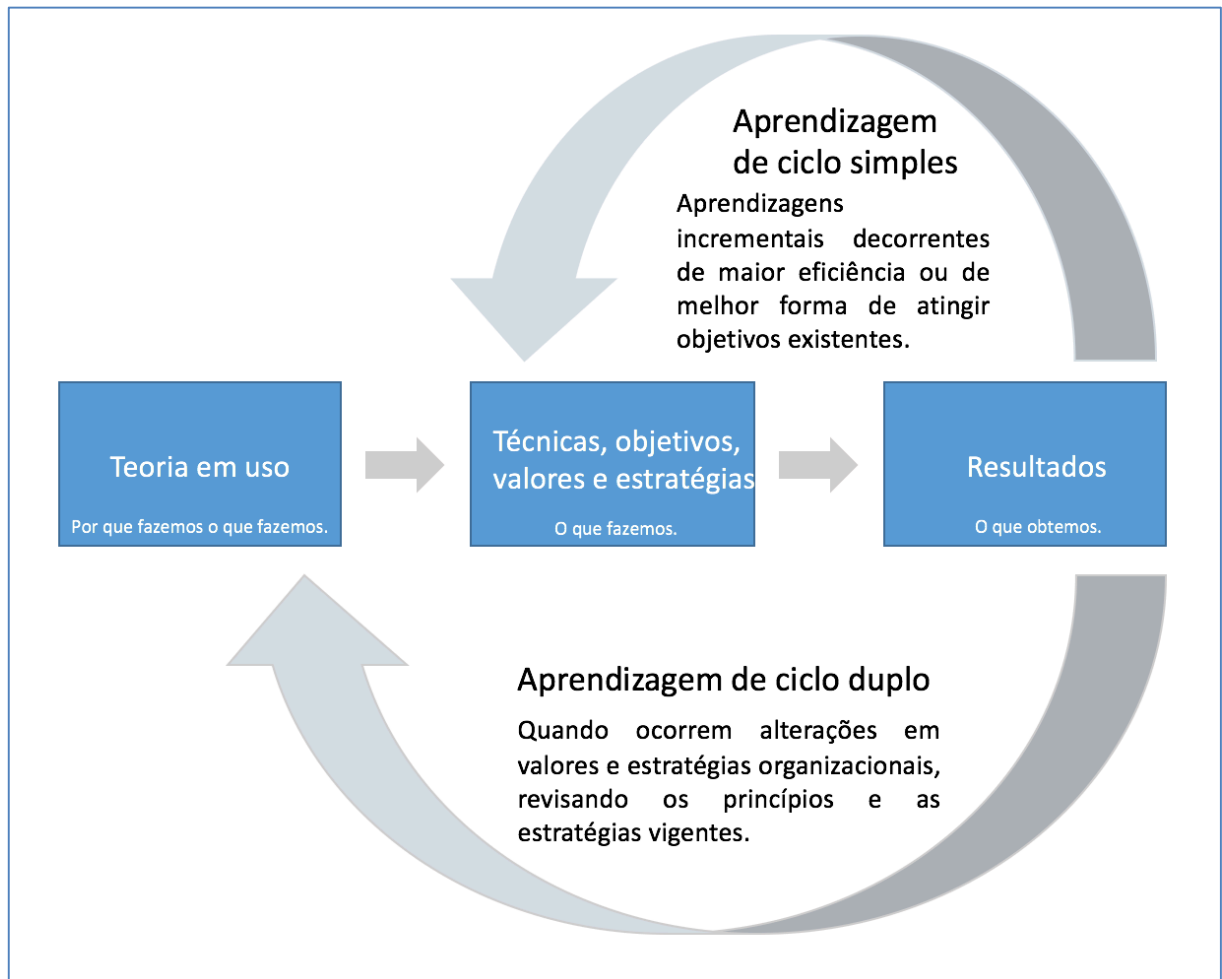 Aprendizagem
de ciclo simples
Aprendizagens
incrementais decorrentes
de maior eficiência ou de
melhor forma de atingir
objetivos existentes.
Teoria em uso
Por que fazemos o que fazemos.
Técnicas, objetivos,
valores e estratégias
O que fazemos.
Resultados
O que obtemos.
Aprendizagem de ciclo duplo
Quando ocorrem alterações em
valores e estratégias organizacionais,
revisando os princípios e as
estratégias vigentes.